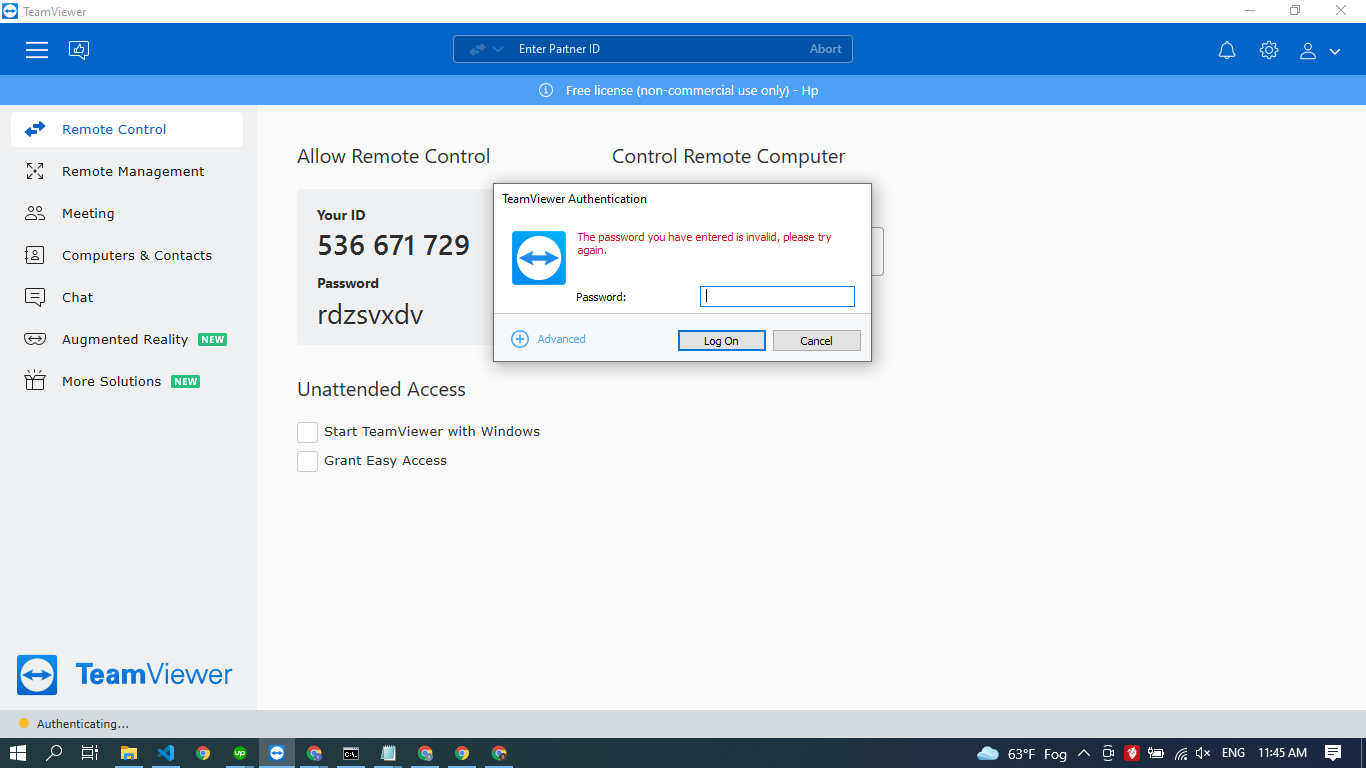 TeamViewer
Enter Partner ID
Abort
Free license (non-commercial use only) - Hp
Remote Control
Remote Management
Meeting
Computers & Contacts
Chat
Augmented Reality NEW
More Solutions NEW
TeamViewer
Allow Remote Control
Your ID
536 671 729
Password
rdzsvxdv
Unattended Access
Start TeamViewer with Windows
Grant Easy Access
Control Remote Computer
TeamViewer Authentication
The password you have entered is invalid, please try
again.
Password:
Advanced
Log On
Cancel
Authenticating...
up
C:\.
63°F Fog
ENG
11:45 AM